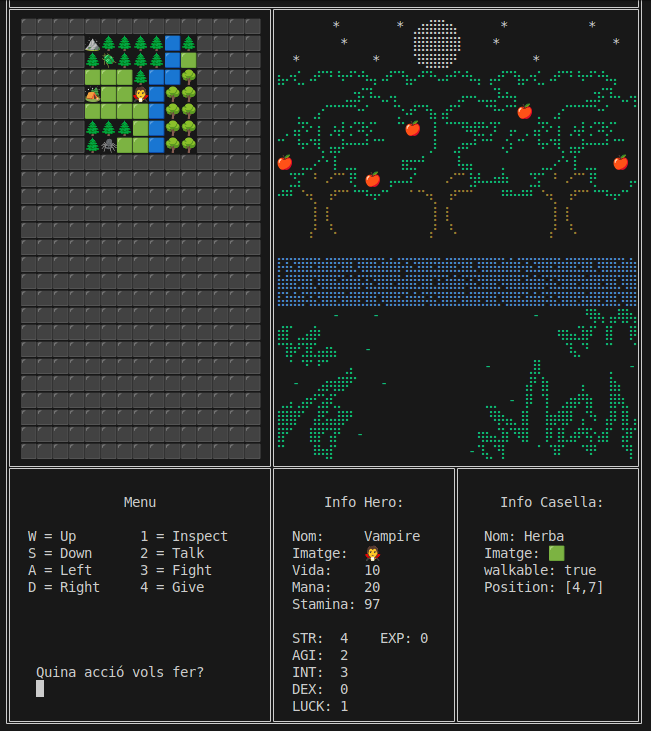 Menu
W = Up 1 = Inspect
S = Down 2 = Talk
A = Left 3 = Fight
D = Right 4 = Give
Quina acció vols fer?
Info Hero:
Nom: Vampire
Imatge:
Vida: 10
Mana: 20
Stamina: 97
STR: 4 EXP: 0
AGI: 2
INT: 3
DEX: 0
LUCK: 1
Info Casella:
Nom: Herba
Imatge:
walkable: true
Position: [4,7]